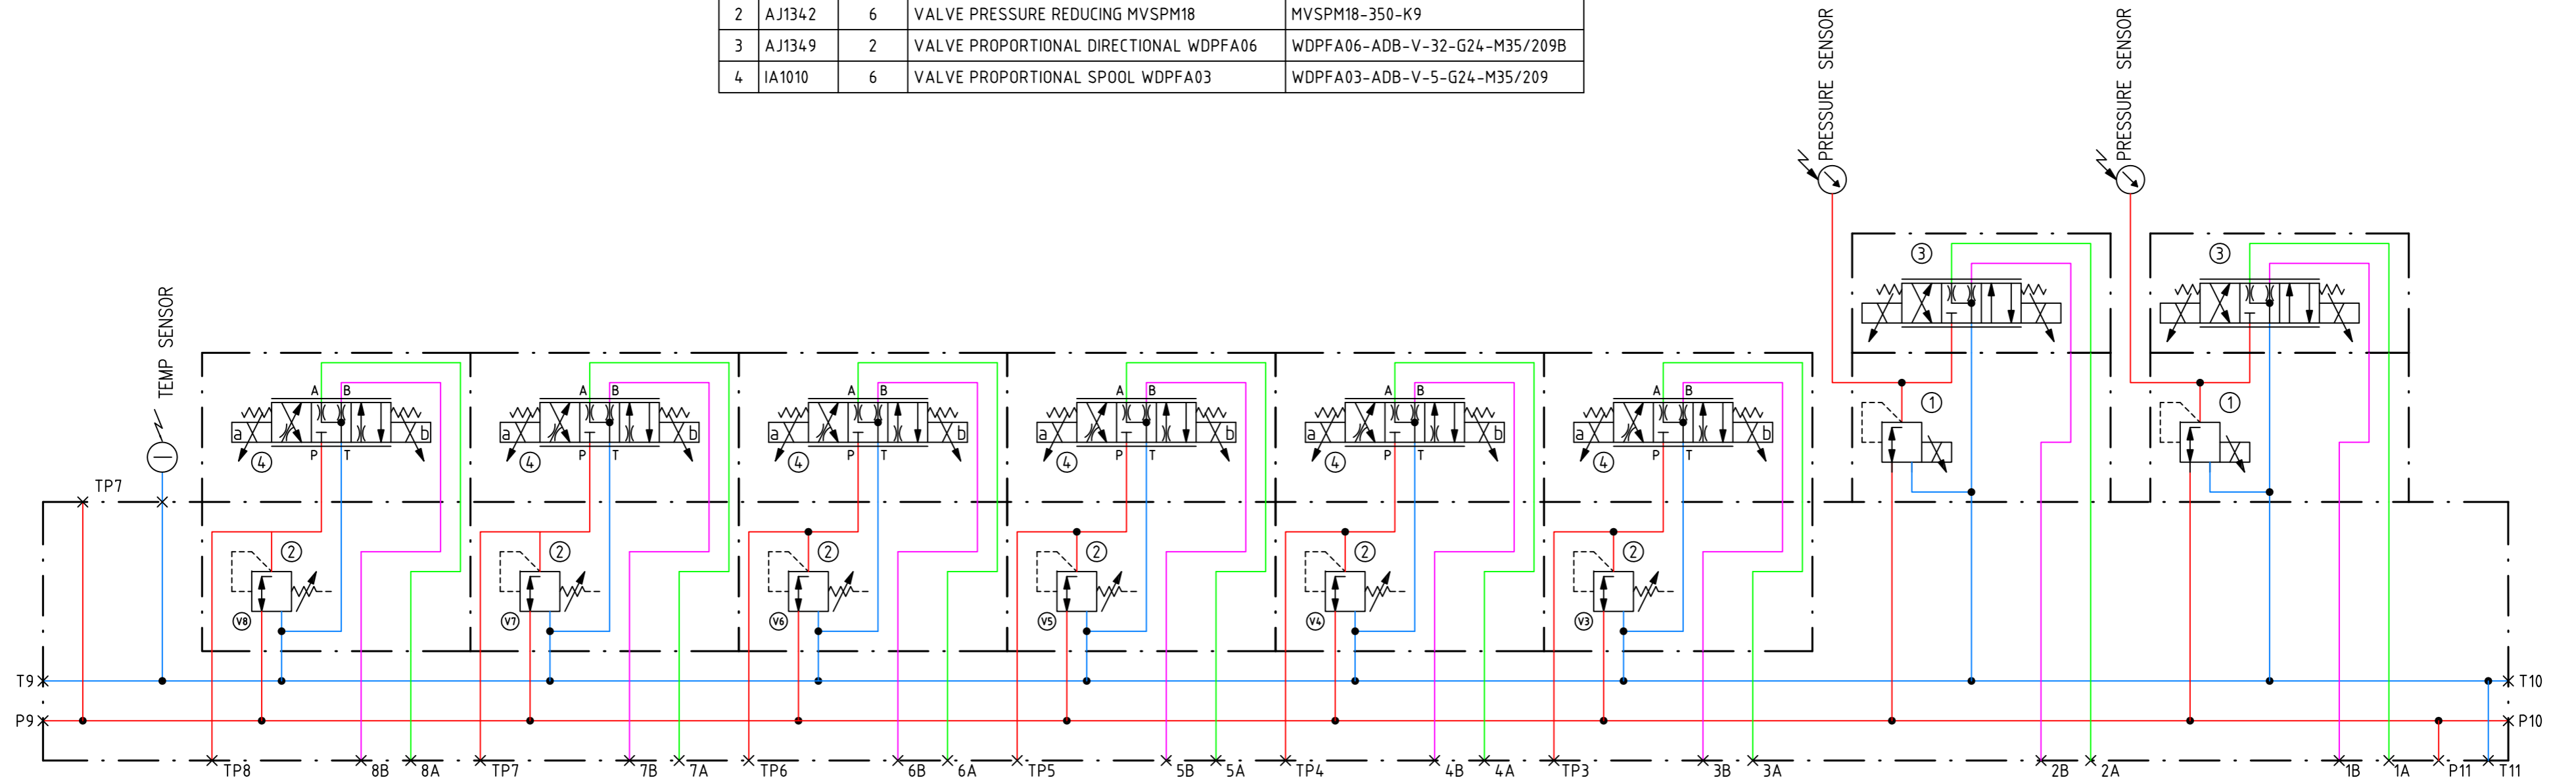 2 AJ1342 6 VALVE PRESSURE REDUCING MVSPM18 MVSPM18-350-K9
3 AJ1349 2 VALVE PROPORTIONAL DIRECTIONAL WDPFA06 WDPFA06-ADB-V-32-G24-M35/209B
4 IA1010 6 VALVE PROPORTIONAL SPOOL WDPFA03 WDPFA03-ADB-V-5-G24-M35/209
PRESSURE SENSOR
PRESSURE SENSOR
3 3
TEMP SENSOR
A B A B A B A B A B A B
1 1
a b a b a b a b a b a b
P T P T P T P T P T P T
4 4 4 4 4 4
TP7
2 2 2 2 2 2
V8 V7 V6 V5 V4 V3
T9 T10
P9 P10
TP8 8B 8A TP7 7B 7A TP6 6B 6A TP5 5B 5A TP4 4B 4A TP3 3B 3A 2B 2A 1B 1A P11 T11